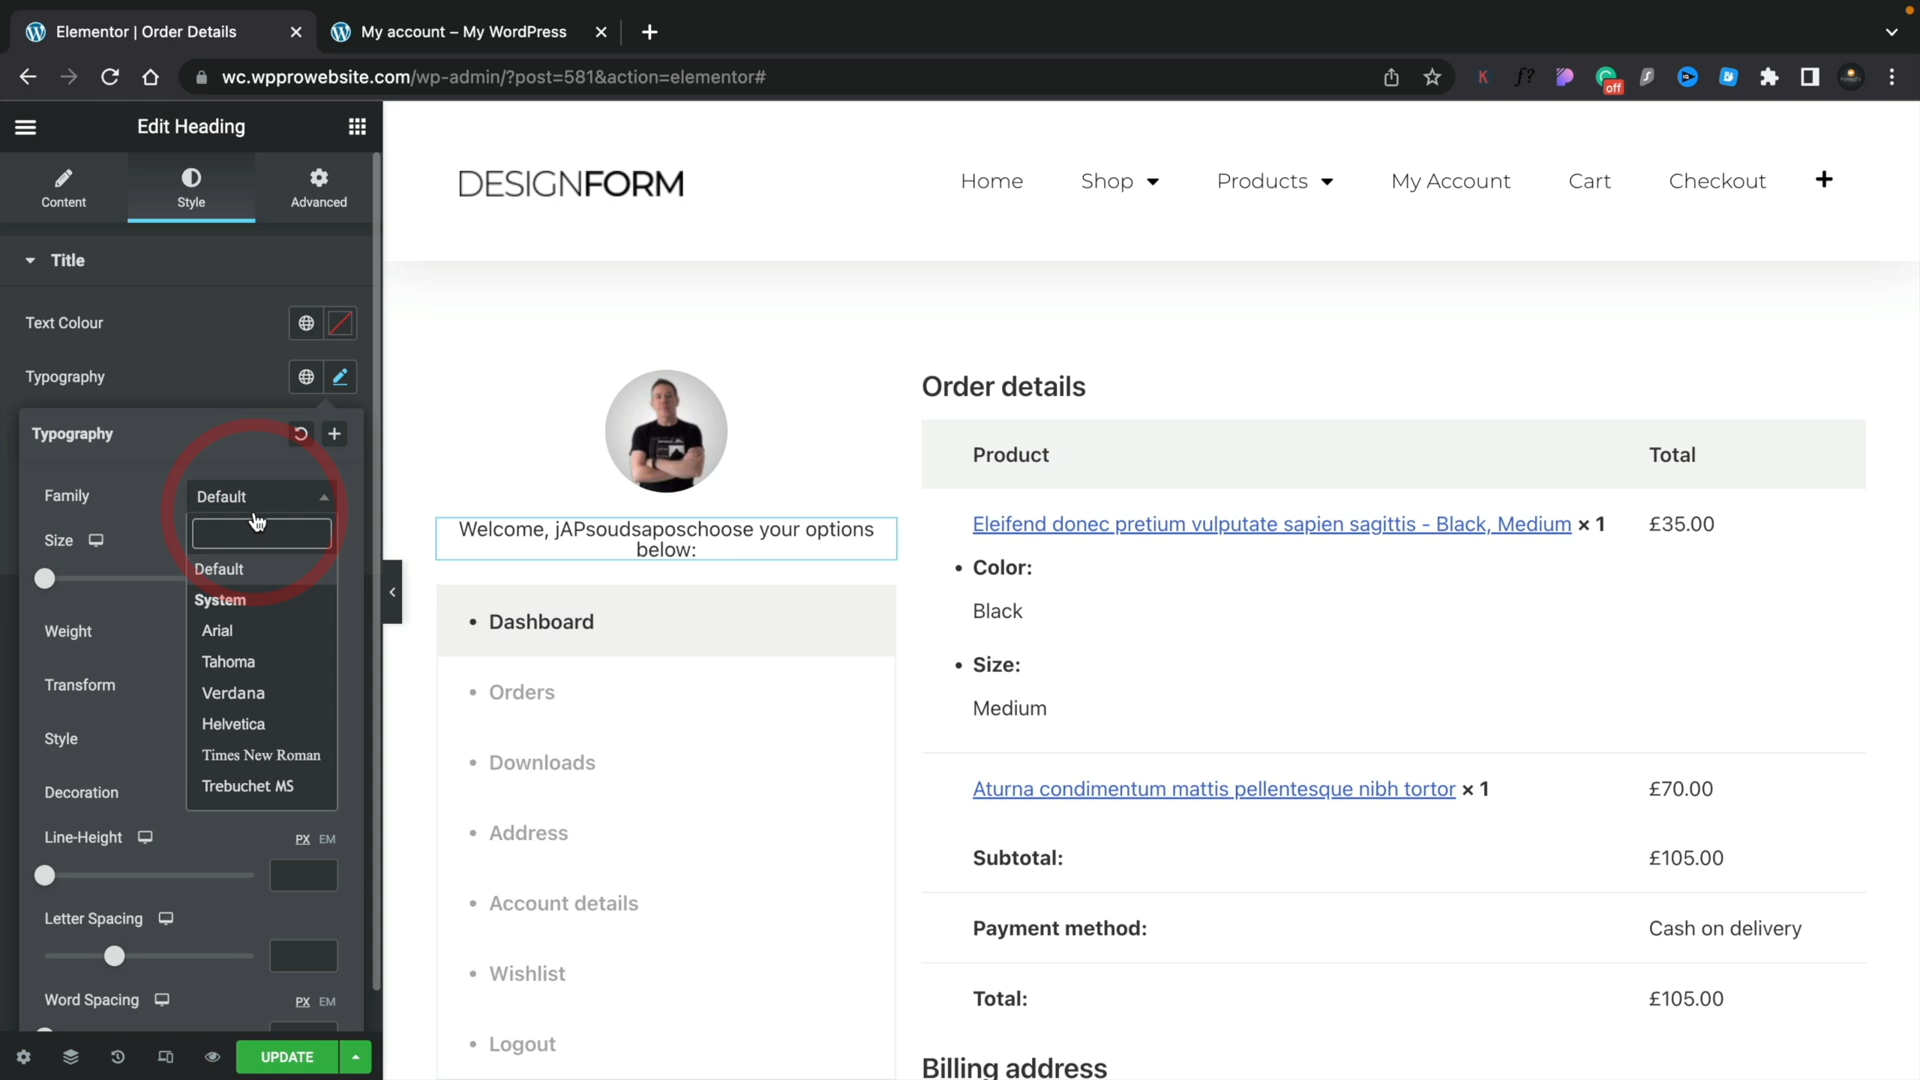 Elementor | Order Details
My account – My WordPress
wc.wpprowebsite.com/wp-admin/?post=581&action=elementor#
off
Edit Heading
Content
Style
Advanced
Title
Text Colour
Typography
Typography
Family
Default
Size
Default
System
Arial
Weight
Tahoma
Transform
Verdana
Helvetica
Style
Times New Roman
Trebuchet MS
Decoration
Line-Height
PX EM
Letter Spacing
Word Spacing
PX EM
UPDATE
DESIGNFORM
Home
Shop
Products
My Account
Cart
Checkout
Welcome, jAPsoudsaposchoose your options
below:
Dashboard
Orders
Downloads
Address
Account details
Wishlist
Logout
Order details
Product
Total
Eleifend donec pretium vulputate sapien sagittis - Black, Medium × 1
£35.00
Color:
Black
Size:
Medium
Aturna condimentum mattis pellentesque nibh tortor × 1
£70.00
Subtotal:
£105.00
Payment method:
Cash on delivery
Total:
£105.00
Billing address